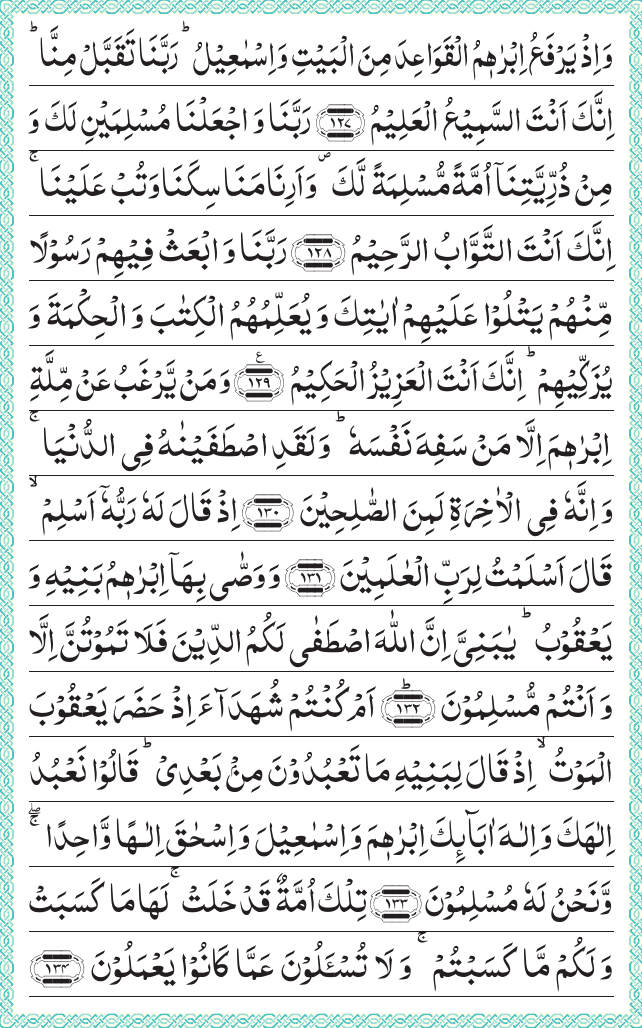 وَاِذۡ يَرۡفَعُ اِبۡرٰهٖمُ الۡقَوَاعِدَ مِنَ الۡبَيۡتِ وَاِسۡمٰعِيۡلُ ؕ رَبَّنَا تَقَبَّلۡ مِنَّا ؕ
اِنَّكَ اَنۡتَ السَّمِيۡعُ الۡعَلِيۡمُ ﴿۱۲۷﴾ رَبَّنَا وَ اجۡعَلۡنَا مُسۡلِمَيۡنِ لَكَ وَ
مِنۡ ذُرِّيَّتِنَاۤ اُمَّةً مُّسۡلِمَةً لَّكَ ۪ وَاَرِنَا مَنَاسِكَنَا وَتُبۡ عَلَيۡنَا ۚ
اِنَّكَ اَنۡتَ التَّوَّابُ الرَّحِيۡمُ ﴿۱۲۸﴾ رَبَّنَا وَ ابۡعَثۡ فِيۡهِمۡ رَسُوۡلًا
مِّنۡهُمۡ يَتۡلُوۡا عَلَيۡهِمۡ اٰيٰتِكَ وَ يُعَلِّمُهُمُ الۡكِتٰبَ وَ الۡحِكۡمَةَ وَ
يُزَكِّيۡهِمۡ ؕ اِنَّكَ اَنۡتَ الۡعَزِيۡزُ الۡحَكِيۡمُ ﴿۱۲۹﴾ ع وَ مَنۡ يَّرۡغَبُ عَنۡ مِّلَّةِ
اِبۡرٰهٖمَ اِلَّا مَنۡ سَفِهَ نَفۡسَهٗ ؕ وَ لَقَدِ اصۡطَفَيۡنٰهُ فِى الدُّنۡيَا ۚ
وَاِنَّهٗ فِى الۡاٰخِرَةِ لَمِنَ الصّٰلِحِيۡنَ ﴿۱۳۰﴾ اِذۡ قَالَ لَهٗ رَبُّهٗۤ اَسۡلِمۡ ۙ
قَالَ اَسۡلَمۡتُ لِرَبِّ الۡعٰلَمِيۡنَ ﴿۱۳۱﴾ وَ وَصّٰى بِهَاۤ اِبۡرٰهٖمُ بَنِيۡهِ وَ
يَعۡقُوۡبُ ؕ يٰبَنِىَّ اِنَّ اللّٰهَ اصۡطَفٰى لَكُمُ الدِّيۡنَ فَلَا تَمُوۡتُنَّ اِلَّا
وَ اَنۡتُمۡ مُّسۡلِمُوۡنَ ﴿۱۳۲﴾ ؕ اَمۡ كُنۡتُمۡ شُهَدَآءَ اِذۡ حَضَرَ يَعۡقُوۡبَ
الۡمَوۡتُ ۙ اِذۡ قَالَ لِبَنِيۡهِ مَا تَعۡبُدُوۡنَ مِنۡۢ بَعۡدِىۡ ؕ قَالُوۡا نَعۡبُدُ
اِلٰهَكَ وَاِلٰهَ اٰبَآٮِٕكَ اِبۡرٰهٖمَ وَاِسۡمٰعِيۡلَ وَاِسۡحٰقَ اِلٰـهًا وَّاحِدًا ۖۚ
وَّنَحۡنُ لَهٗ مُسۡلِمُوۡنَ ﴿۱۳۳﴾ تِلۡكَ اُمَّةٌ قَدۡ خَلَتۡ ۚ لَهَا مَا كَسَبَتۡ
وَ لَكُمۡ مَّا كَسَبۡتُمۡ ۚ وَ لَا تُسۡـَٔلُوۡنَ عَمَّا كَانُوۡا يَعۡمَلُوۡنَ ﴿۱۳۴﴾